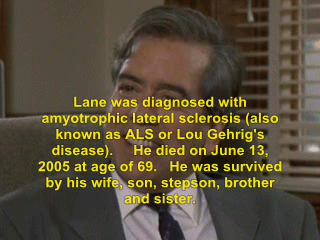 Lane was diagnosed with
amyotrophic lateral sclerosis (also
known as ALS or Lou Gehrig's
disease). He died on June 13,
2005 at age of 69. He was survived
by his wife, son, stepson, brother
and sister.